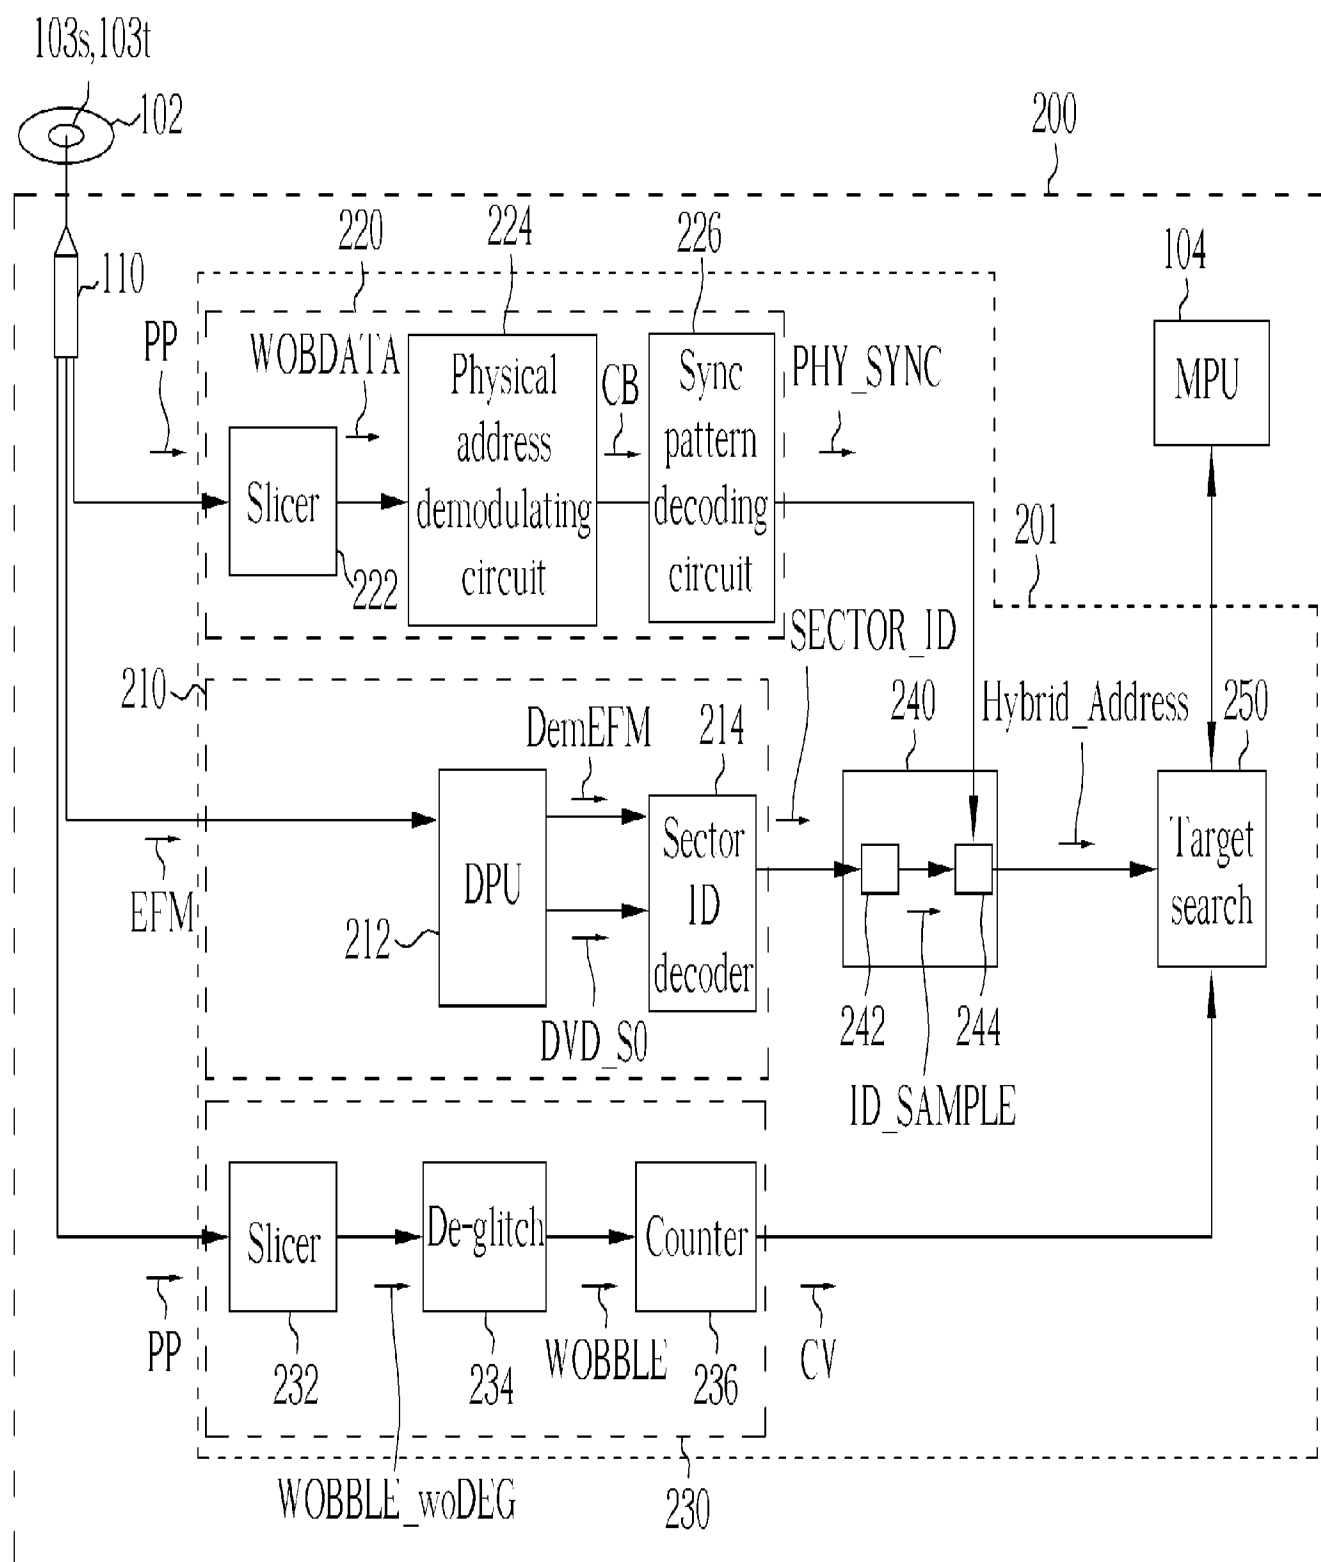 103s,103t
102
200
220
224
226
104
110
PP
WOBDATA
Physical
address
demodulating
circuit
CB
Sync
pattern
decoding
circuit
PHY_SYNC
MPU
Slicer
222
201
SECTOR_ID
210
DemEFM
214
240
Hybrid_Address
250
EFM
DPU
212
Sector
ID
decoder
Target
search
DVD_S0
242
244
ID_SAMPLE
Slicer
De-glitch
Counter
PP
232
234
WOBBLE
236
CV
WOBBLE_woDEG
230